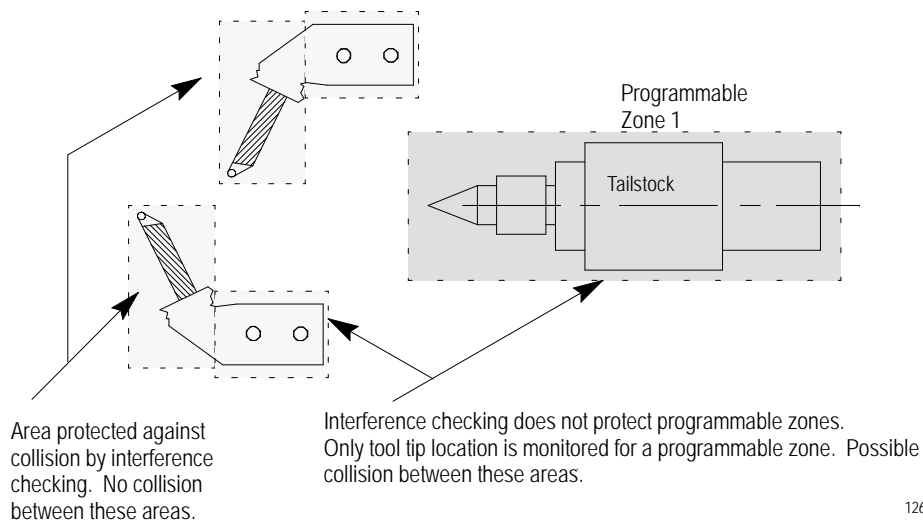 Programmable
Zone 1
Tailstock
Area protected against
collision by interference
checking. No collision
between these areas.
Interference checking does not protect programmable zones.
Only tool tip location is monitored for a programmable zone. Possible
collision between these areas.
126